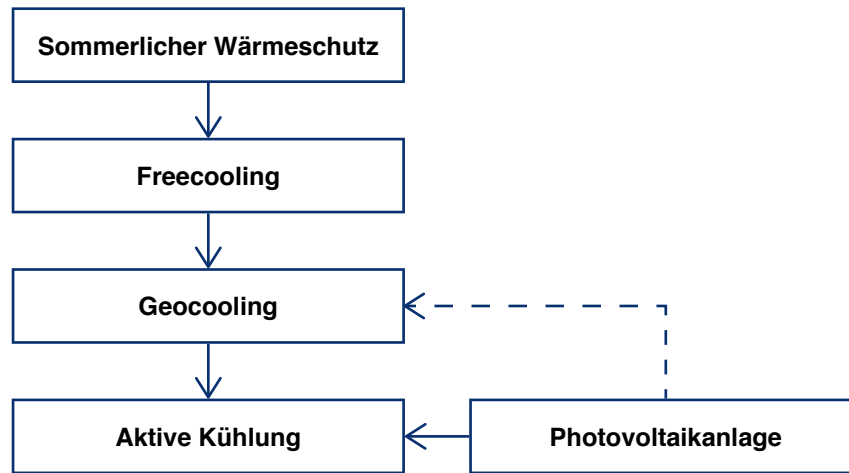 Sommerlicher Wärmeschutz
Freecooling
Geocooling
Aktive Kühlung
Photovoltaikanlage